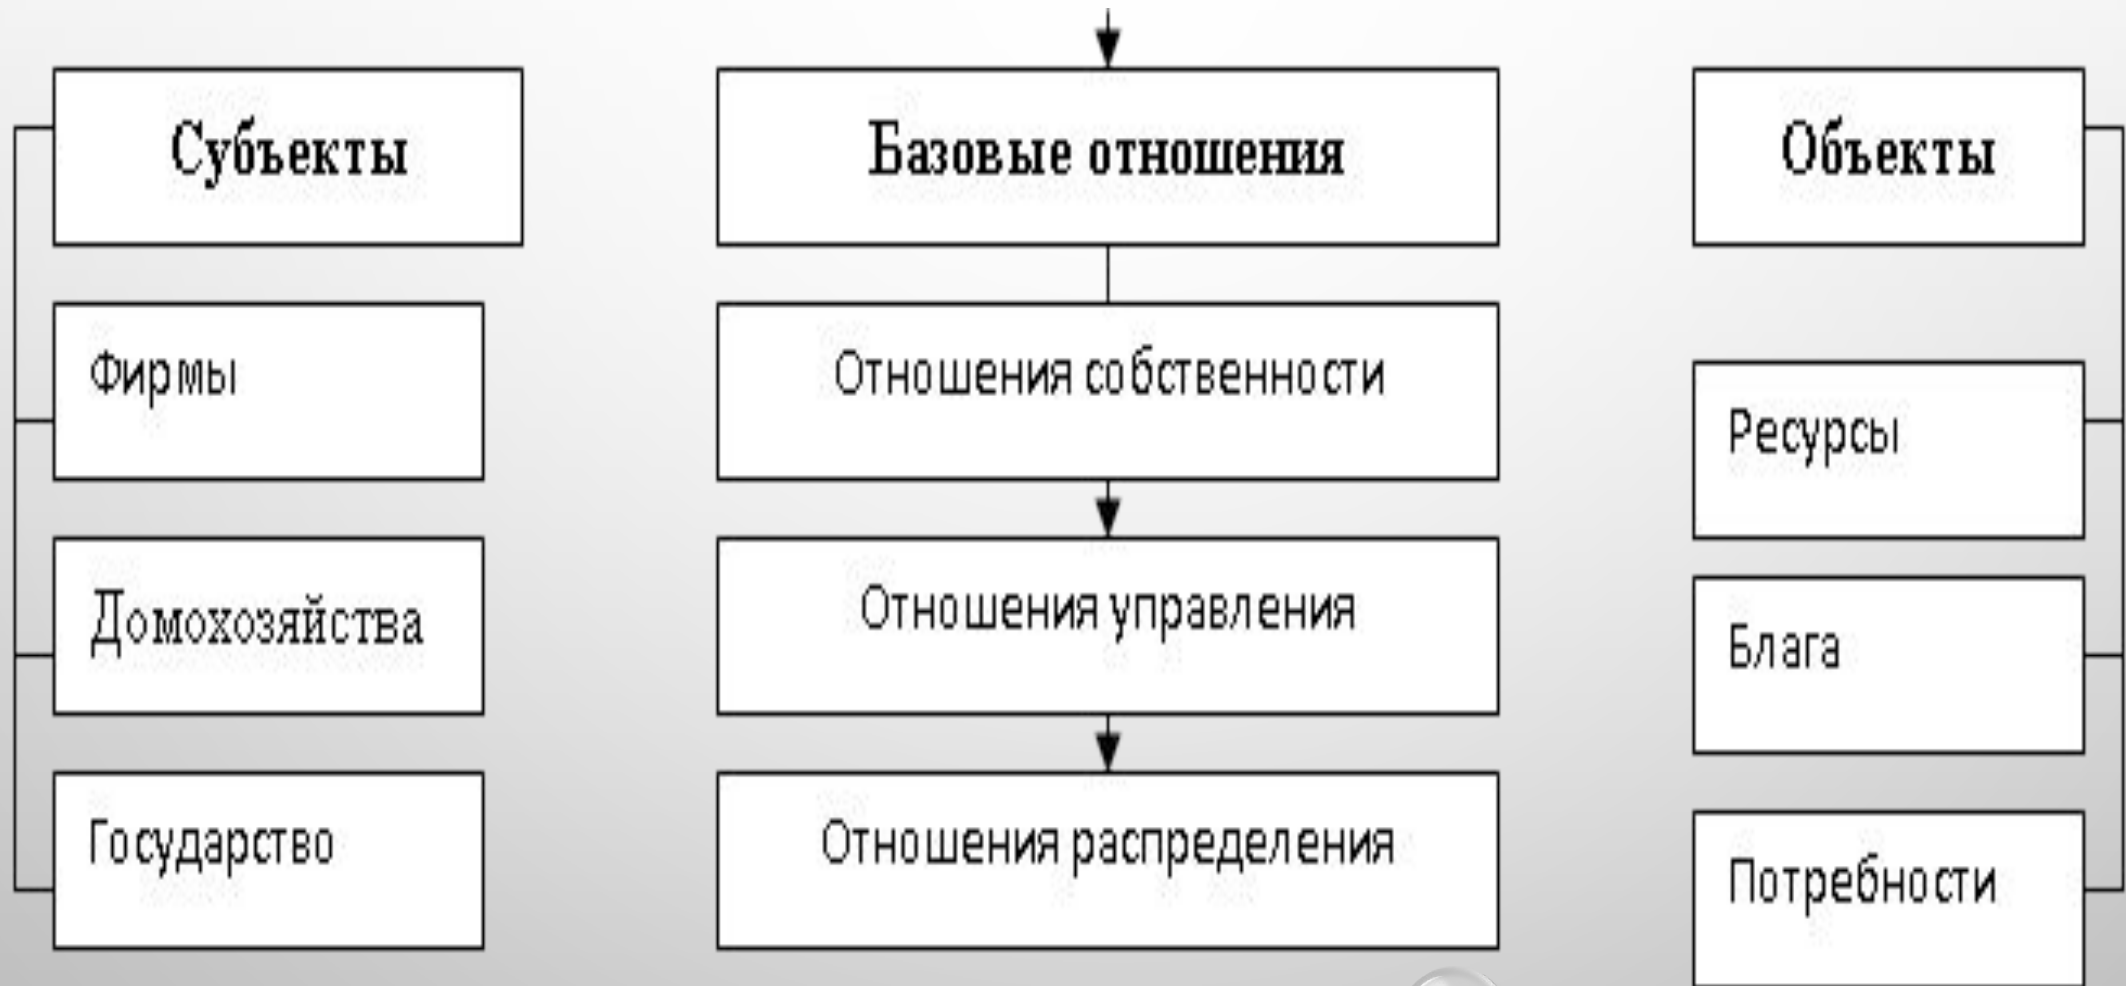 Субъекты
Фирмы
Домохозяйства
Государство
Базовые отношения
Отношения собственности
Отношения управления
Отношения распределения
Объекты
Ресурсы
Блага
Потребности